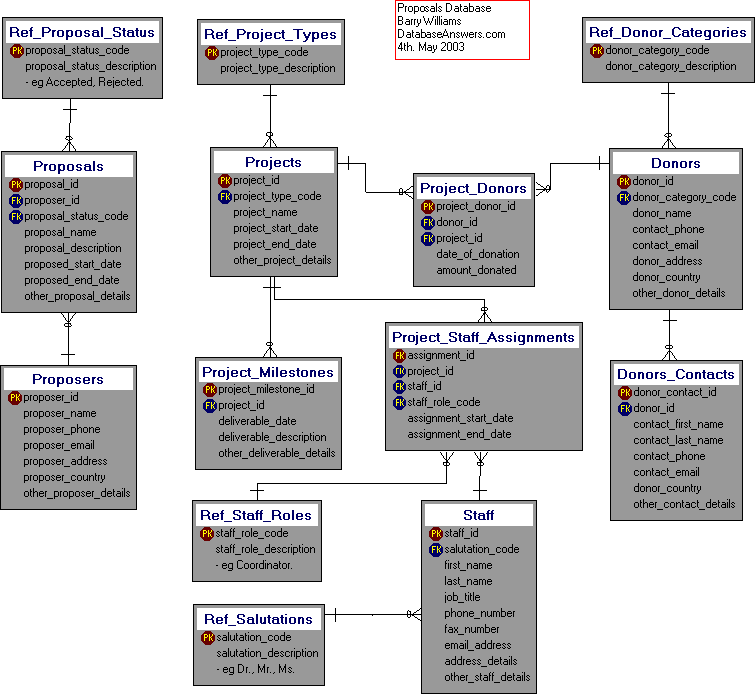 Proposals Database
Barry Williams
DatabaseAnswers.com
4th. May 2003
Ref_Proposal_Status
PK proposal_status_code
proposal_status_description
- eg Accepted, Rejected.
Ref_Project_Types
PK project_type_code
project_type_description
Ref_Donor_Categories
PK donor_category_code
donor_category_description
Proposals
PK proposal_id
FK proposer_id
FK proposal_status_code
proposal_name
proposal_description
proposed_start_date
proposed_end_date
other_proposal_details
Projects
PK project_id
FK project_type_code
project_name
project_start_date
project_end_date
other_project_details
Project_Donors
PK project_donor_id
FK donor_id
FK project_id
date_of_donation
amount_donated
Donors
PK donor_id
FK donor_category_code
donor_name
contact_phone
contact_email
donor_address
donor_country
other_donor_details
Proposers
PK proposer_id
proposer_name
proposer_phone
proposer_email
proposer_address
proposer_country
other_proposer_details
Project_Milestones
PK project_milestone_id
FK project_id
deliverable_date
deliverable_description
other_deliverable_details
Project_Staff_Assignments
FK assignment_id
FK project_id
FK staff_id
FK staff_role_code
assignment_start_date
assignment_end_date
Donors_Contacts
PK donor_contact_id
FK donor_id
contact_first_name
contact_last_name
contact_phone
contact_email
donor_country
other_contact_details
Ref_Staff_Roles
PK staff_role_code
staff_role_description
- eg Coordinator.
Staff
PK staff_id
FK salutation_code
first_name
last_name
job_title
phone_number
fax_number
email_address
address_details
other_staff_details
Ref_Salutations
PK salutation_code
salutation_description
- eg Dr., Mr., Ms.